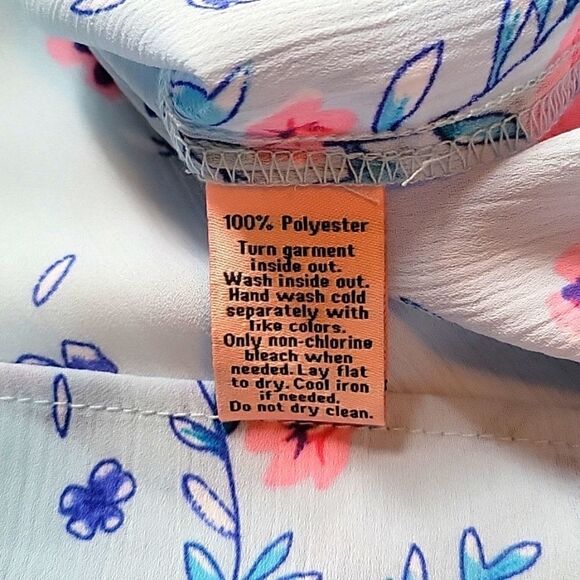 100% Polyester
Turn garment
inside out.
Wash inside out.
Hand wash cold
separately with
like colors.
Only non-chlorine
bleach when
needed. Lay flat
to dry. Cool iron
if needed.
Do not dry clean.